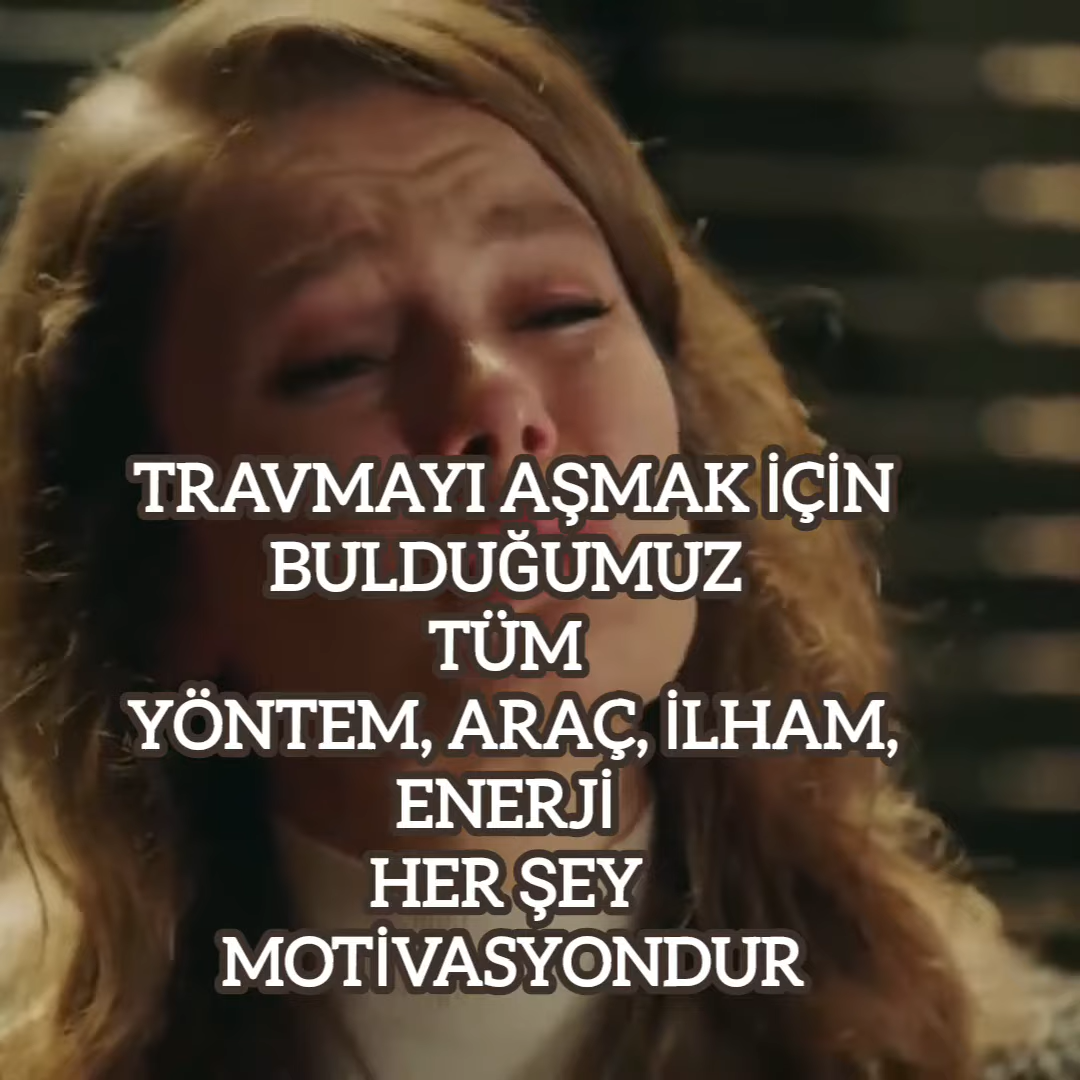 TRAVMAYI AŞMAK İÇİN
BULDUĞUMUZ
TÜM
YÖNTEM, ARAÇ, İLHAM,
ENERJİ
HER ŞEY
MOTİVASYONDUR